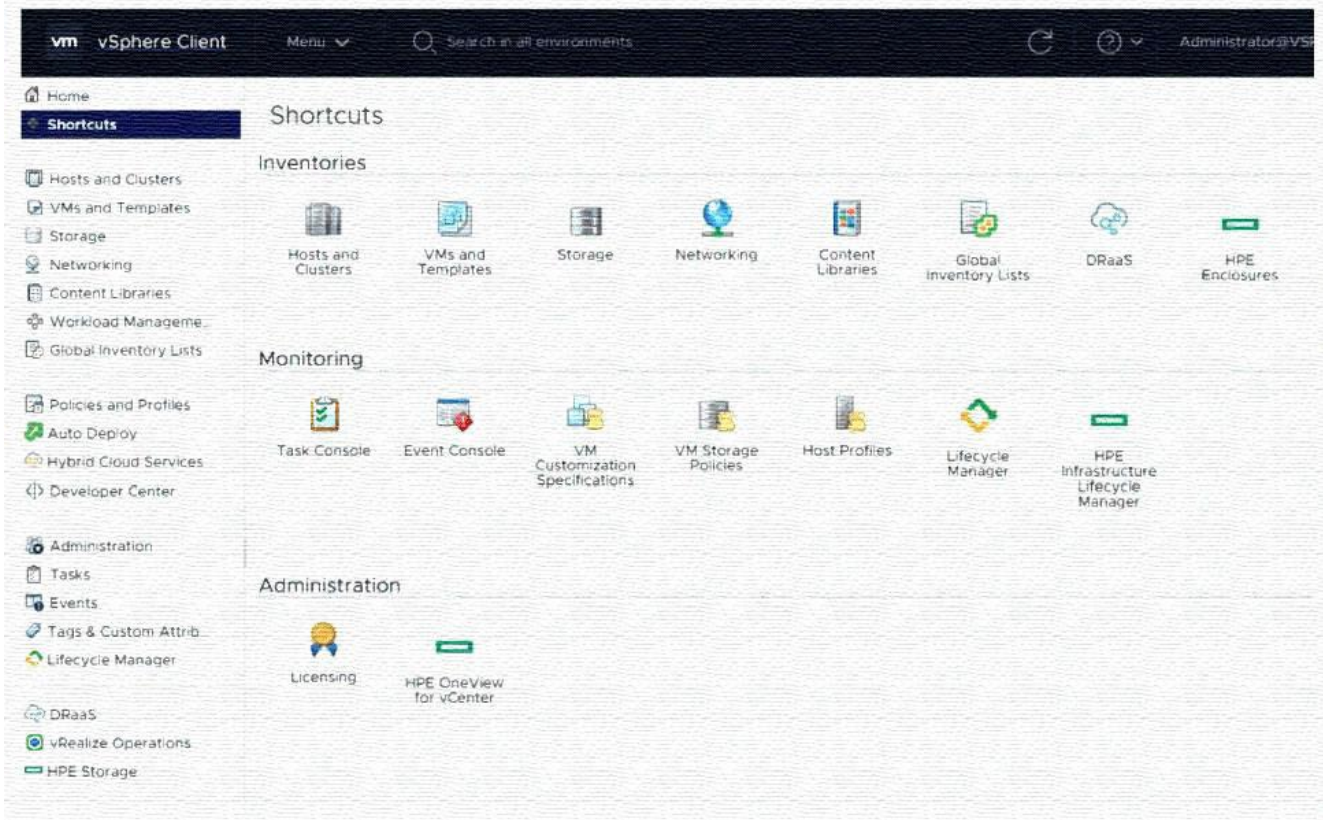 vm vSphere Client Menu Search in all environments Administrator@VSP
Home
Shortcuts
Hosts and Clusters
VMs and Templates
Storage
Networking
Content Libraries
Workload Manageme...
Global Inventory Lists
Policies and Profiles
Auto Deploy
Hybrid Cloud Services
Developer Center
Administration
Tasks
Events
Tags & Custom Attrib...
Lifecycle Manager
DRaaS
vRealize Operations
HPE Storage
Shortcuts
Inventories
Hosts and
Clusters
VMs and
Templates
Storage
Networking
Content
Libraries
Global
Inventory Lists
DRaaS
HPE
Enclosures
Monitoring
Task Console
Event Console
VM
Customization
Specifications
VM Storage
Policies
Host Profiles
Lifecycle
Manager
HPE
Infrastructure
Lifecycle
Manager
Administration
Licensing
HPE OneView
for vCenter